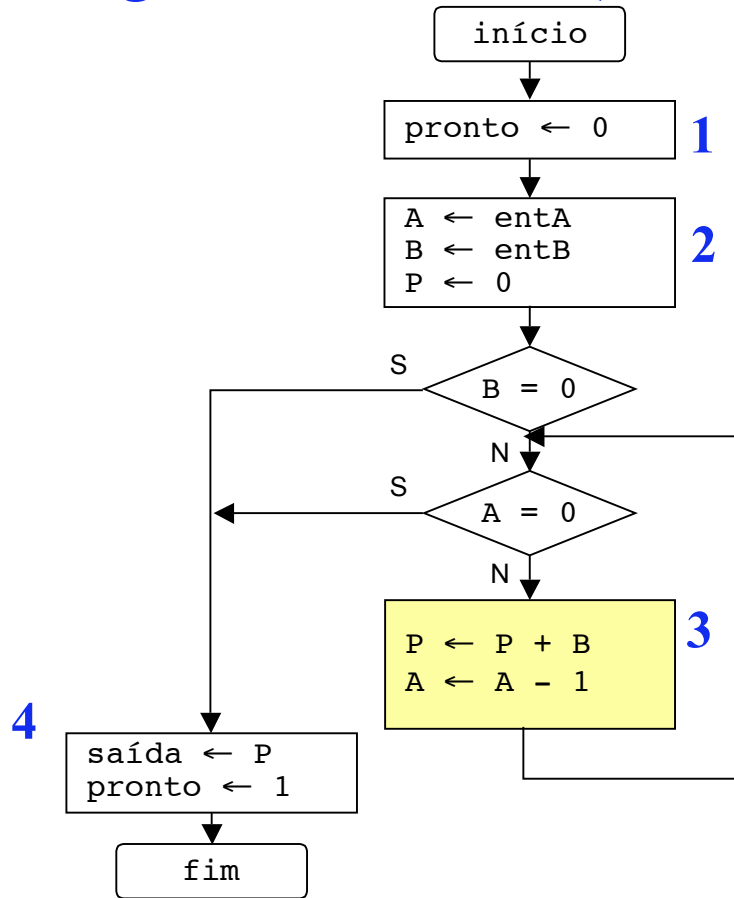 início
pronto ← 0
1
A ← entA
B ← entB
P ← 0
2
S
B = 0
N
S
A = 0
N
P ← P + B
A ← A - 1
3
4
saída ← P
pronto ← 1
fim